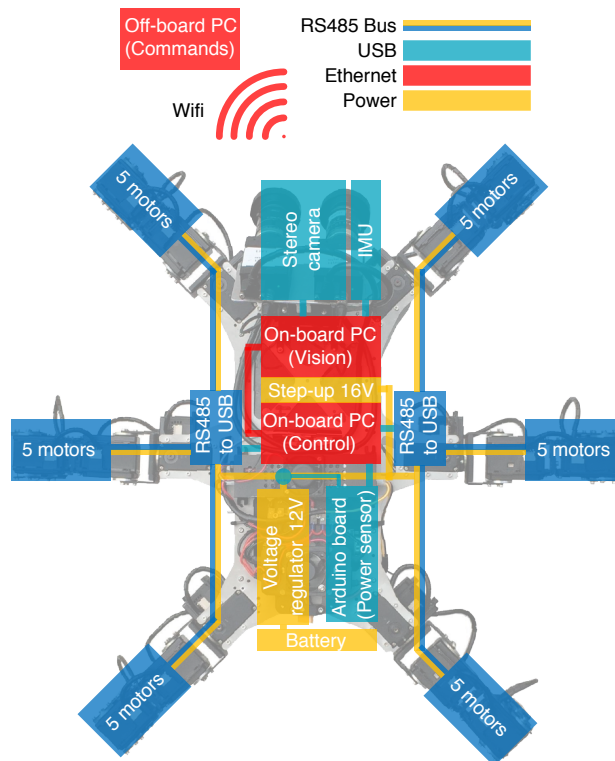 Off-board PC
(Commands)
RS485 Bus
USB
Ethernet
Power
Wifi
5 motors
5 motors
Stereo
camera
IMU
On-board PC
(Vision)
Step-up 16V
On-board PC
(Control)
RS485
to USB
RS485
to USB
5 motors
5 motors
Voltage
regulator 12V
Arduino board
(Power sensor)
Battery
5 motors
5 motors